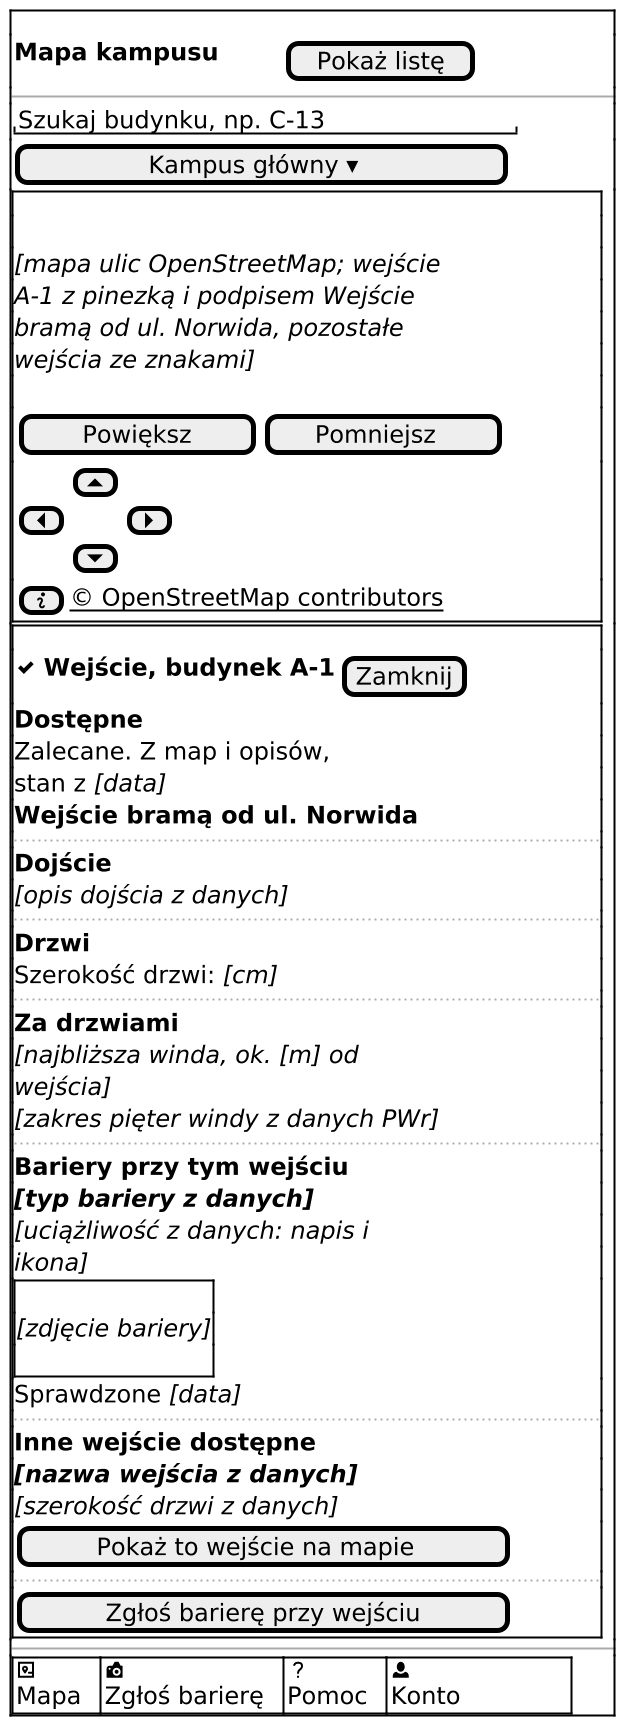 Mapa kampusu Pokaż listę
Szukaj budynku, np. C-13
Kampus główny ▾
[mapa ulic OpenStreetMap; wejście
A-1 z pinezką i podpisem Wejście
bramą od ul. Norwida, pozostałe
wejścia ze znakami]
Powiększ Pomniejsz
© OpenStreetMap contributors
Wejście, budynek A-1 Zamknij
Dostępne
Zalecane. Z map i opisów,
stan z [data]
Wejście bramą od ul. Norwida
Dojście
[opis dojścia z danych]
Drzwi
Szerokość drzwi: [cm]
Za drzwiami
[najbliższa winda, ok. [m] od
wejścia]
[zakres pięter windy z danych PWr]
Bariery przy tym wejściu
[typ bariery z danych]
[uciążliwość z danych: napis i
ikona]
[zdjęcie bariery]
Sprawdzone [data]
Inne wejście dostępne
[nazwa wejścia z danych]
[szerokość drzwi z danych]
Pokaż to wejście na mapie
Zgłoś barierę przy wejściu
Mapa Zgłoś barierę Pomoc Konto